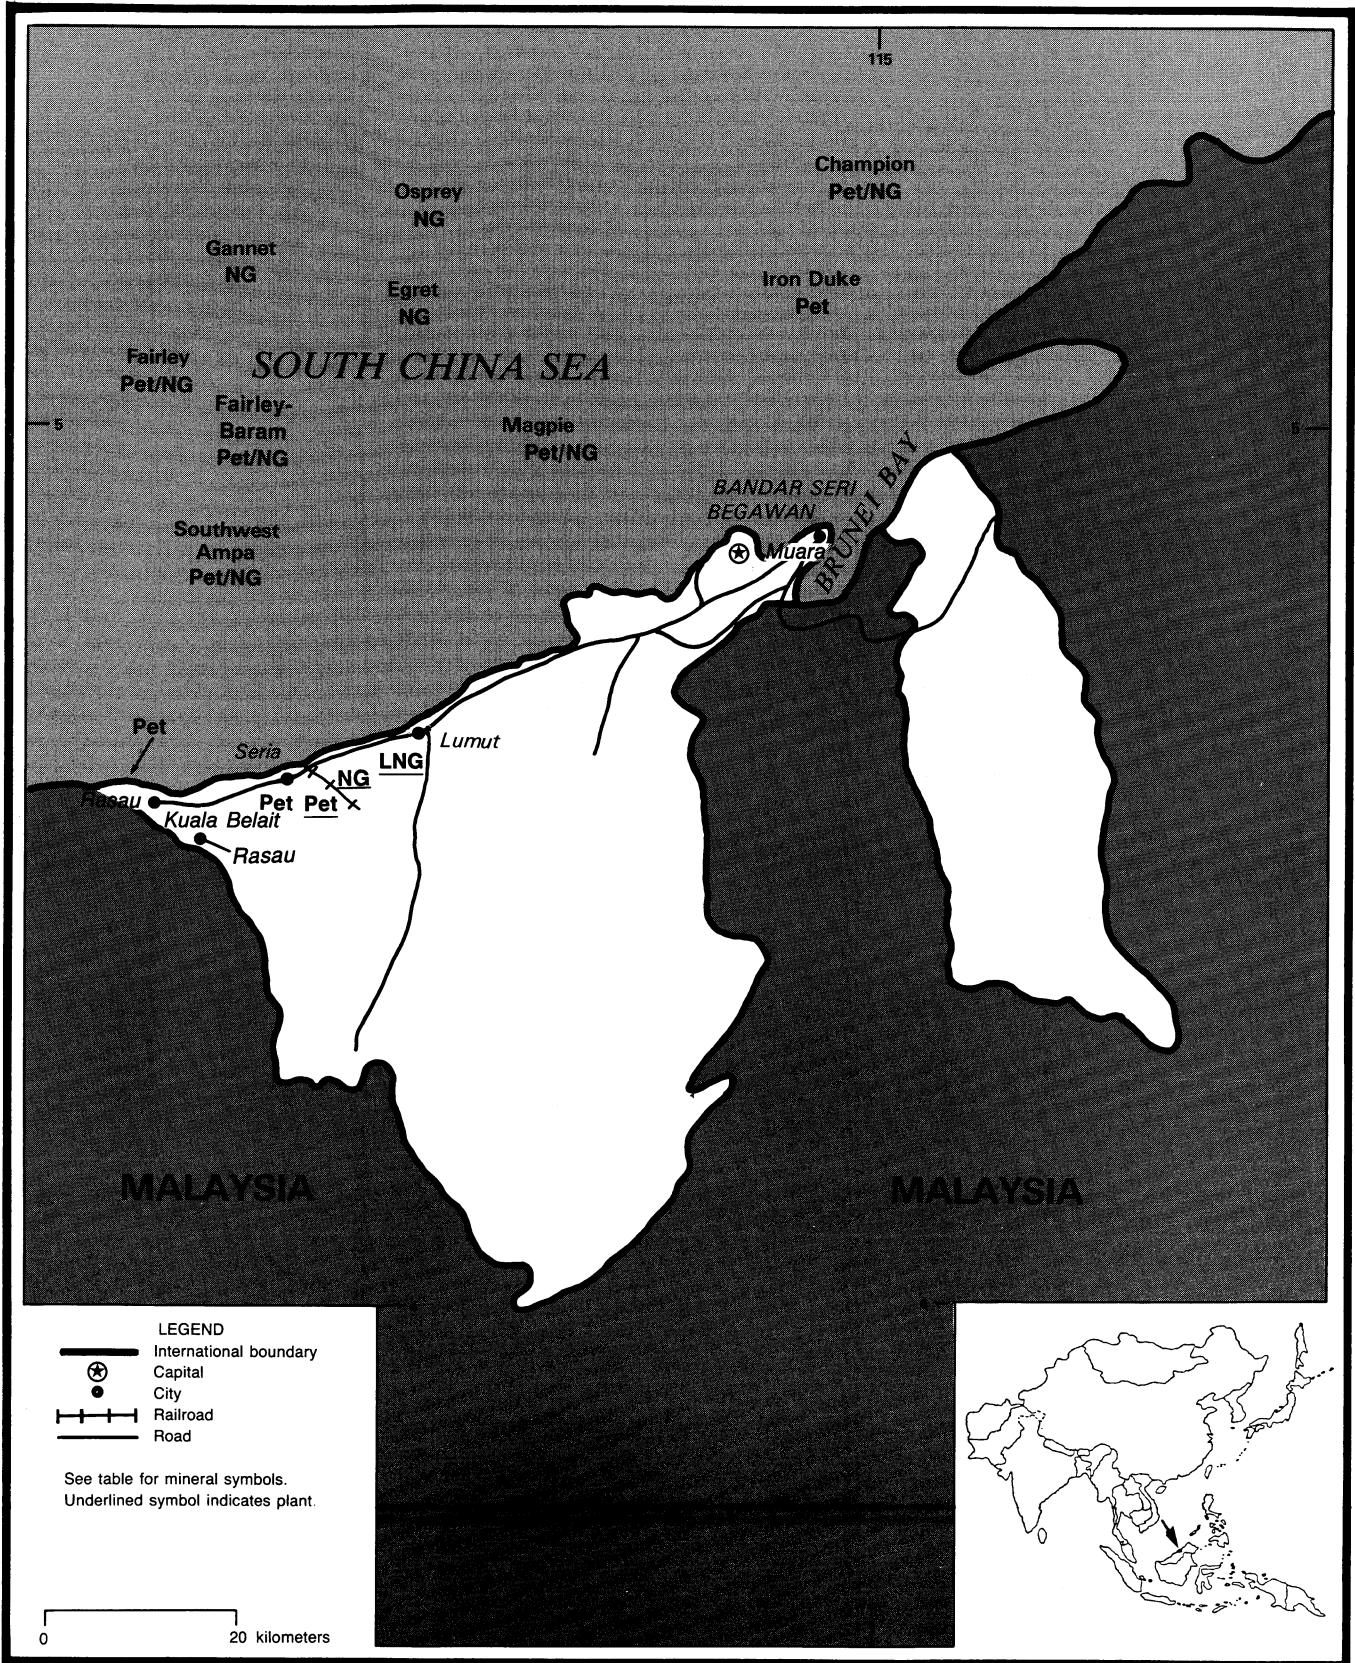 115
Champion
Pet/NG
Osprey
NG
Gannet
NG
Iron Duke
Pet
Egret
NG
Fairley
Pet/NG
SOUTH CHINA SEA
Fairley-
Baram
Pet/NG
5
5
Magpie
Pet/NG
BRUNEI BAY
BANDAR SERI
BEGAWAN
Southwest
Ampa
Pet/NG
Muara
Pet
Seria
Lumut
LNG
NG
Rasau
Pet Pet
Kuala Belait
Rasau
MALAYSIA
MALAYSIA
LEGEND
International boundary
Capital
City
Railroad
Road
See table for mineral symbols.
Underlined symbol indicates plant.
0 20 kilometers